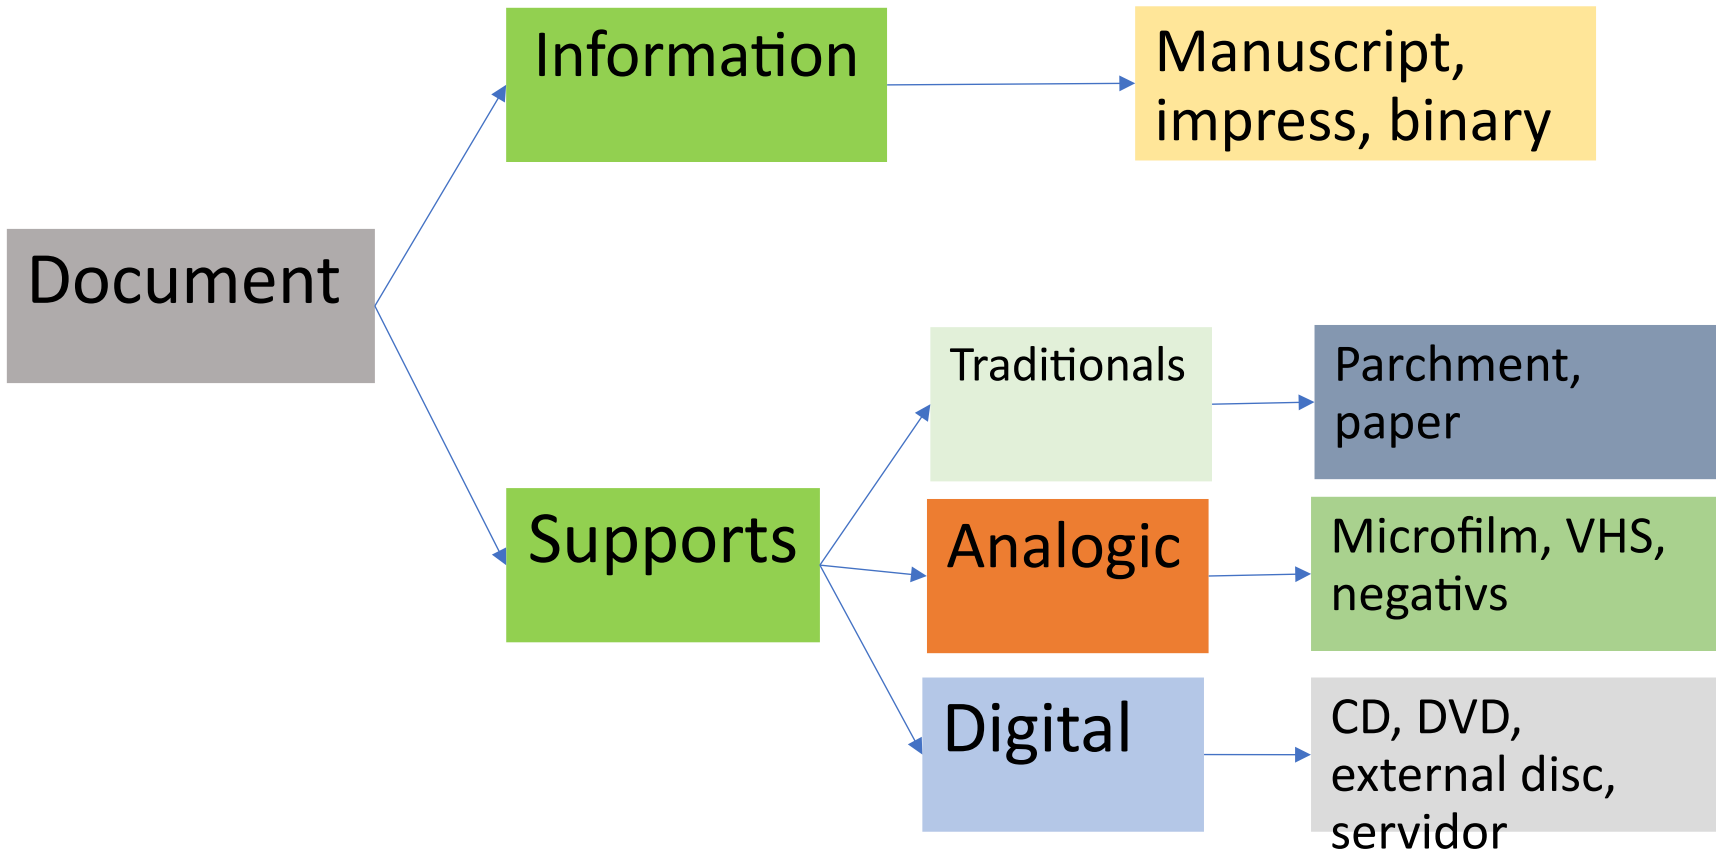 Information
Manuscript,
impress, binary
Document
Traditionals
Parchment,
paper
Supports
Analogic
Microfilm, VHS,
negativs
Digital
CD, DVD,
external disc,
servidor